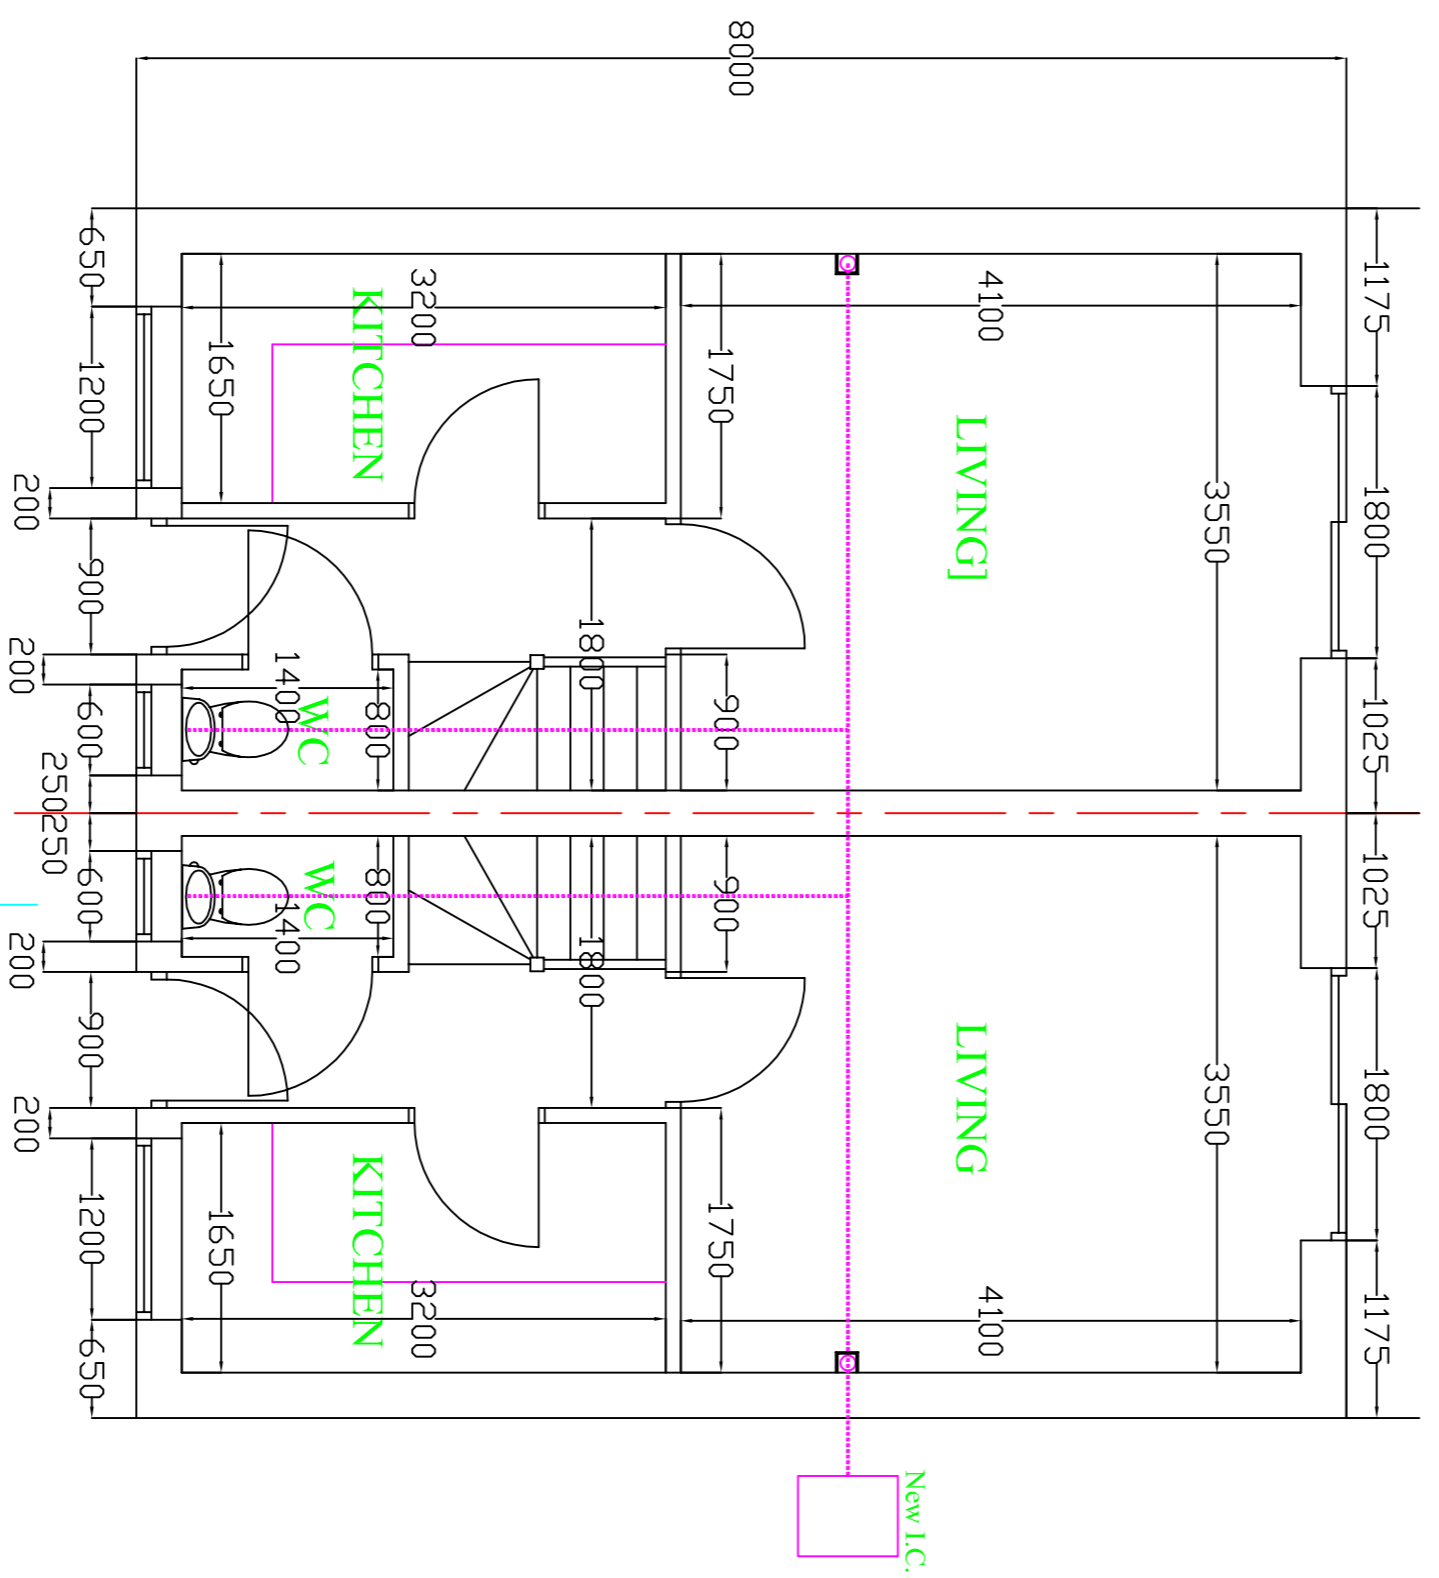 1175 1800 1025 1025 1800 1175
3550 3550
4100 4100
LIVING] LIVING
New I.C.
8000
1750 900 900 1750
1800 1800
3200 3200
800 800
KITCHEN KITCHEN
WC WC
1400 1400
1650 1650
650 1200 900 600 600 900 1200 650
250 250
200 200 200 200